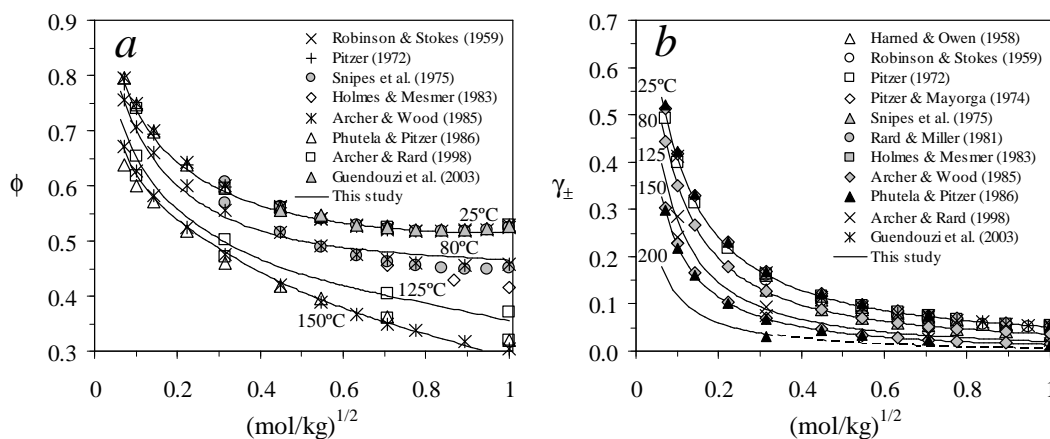 a
0.9
0.8
0.7
0.6
0.5
0.4
0.3
ϕ
× Robinson & Stokes (1959)
+ Pitzer (1972)
Snipes et al. (1975)
Holmes & Mesmer (1983)
Archer & Wood (1985)
Phutela & Pitzer (1986)
Archer & Rard (1998)
Guendouzi et al. (2003)
This study
25ºC
80ºC
125ºC
150ºC
0 0.2 0.4 0.6 0.8 1
(mol/kg)1/2
b
0.7
0.6
0.5
0.4
0.3
0.2
0.1
0.0
γ±
Harned & Owen (1958)
Robinson & Stokes (1959)
Pitzer (1972)
Pitzer & Mayorga (1974)
Snipes et al. (1975)
Rard & Miller (1981)
Holmes & Mesmer (1983)
Archer & Wood (1985)
Phutela & Pitzer (1986)
Archer & Rard (1998)
Guendouzi et al. (2003)
This study
25ºC
80
125
150
200
0 0.2 0.4 0.6 0.8 1
(mol/kg)1/2